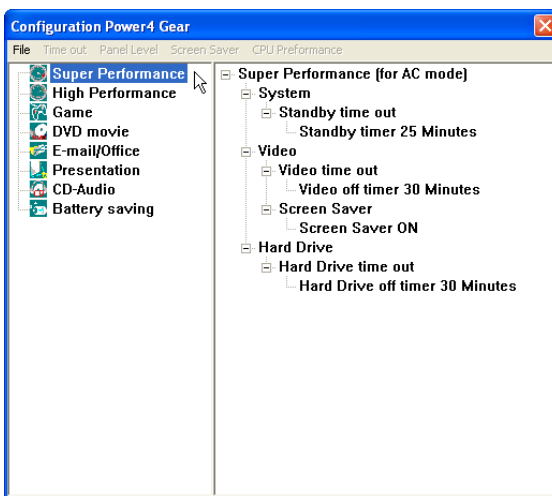 Configuration Power4 Gear
File Time out Panel Level Screen Saver CPU Preformance
Super Performance
High Performance
Game
DVD movie
E-mail/Office
Presentation
CD-Audio
Battery saving
Super Performance (for AC mode)
System
Standby time out
Standby timer 25 Minutes
Video
Video time out
Video off timer 30 Minutes
Screen Saver
Screen Saver ON
Hard Drive
Hard Drive time out
Hard Drive off timer 30 Minutes